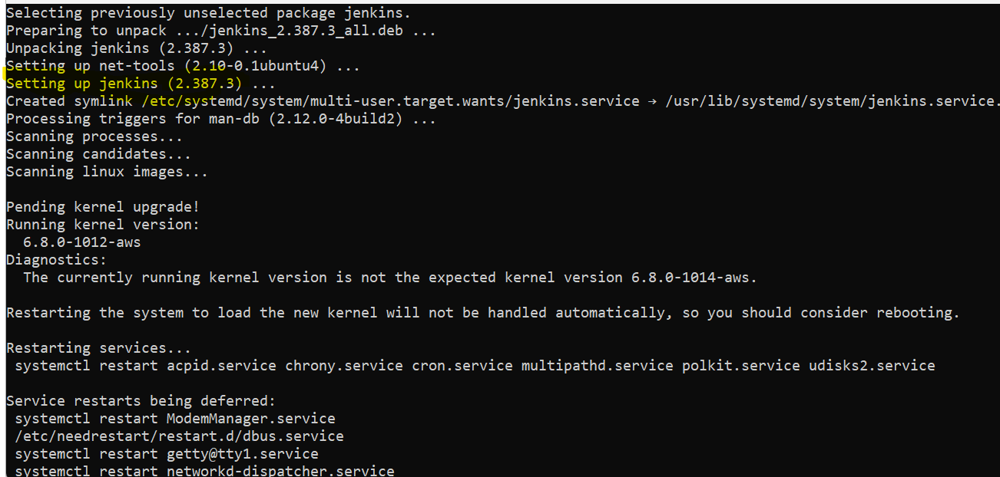 Selecting previously unselected package jenkins.
Preparing to unpack .../jenkins_2.387.3_all.deb ...
Unpacking jenkins (2.387.3) ...
Setting up net-tools (2.10-0.1ubuntu4) ...
Setting up jenkins (2.387.3) ...
Created symlink /etc/systemd/system/multi-user.target.wants/jenkins.service → /usr/lib/systemd/system/jenkins.service.
Processing triggers for man-db (2.12.0-4build2) ...
Scanning processes...
Scanning candidates...
Scanning linux images...
Pending kernel upgrade!
Running kernel version:
6.8.0-1012-aws
Diagnostics:
The currently running kernel version is not the expected kernel version 6.8.0-1014-aws.
Restarting the system to load the new kernel will not be handled automatically, so you should consider rebooting.
Restarting services...
systemctl restart acpid.service chrony.service cron.service multipathd.service polkit.service udisks2.service
Service restarts being deferred:
systemctl restart ModemManager.service
/etc/needrestart/restart.d/dbus.service
systemctl restart getty@tty1.service
systemctl restart networkd-dispatcher.service